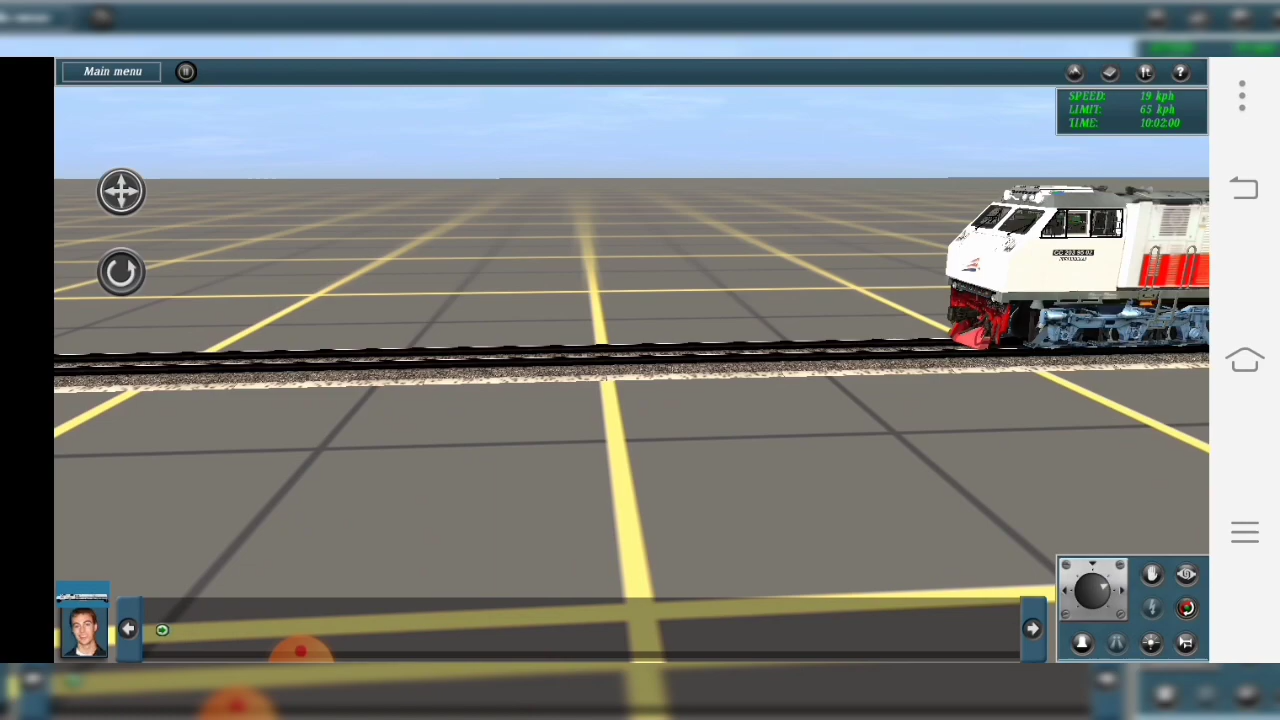 Main menu
?
SPEED: 19 kph
LIMIT: 65 kph
TIME: 10:02:00